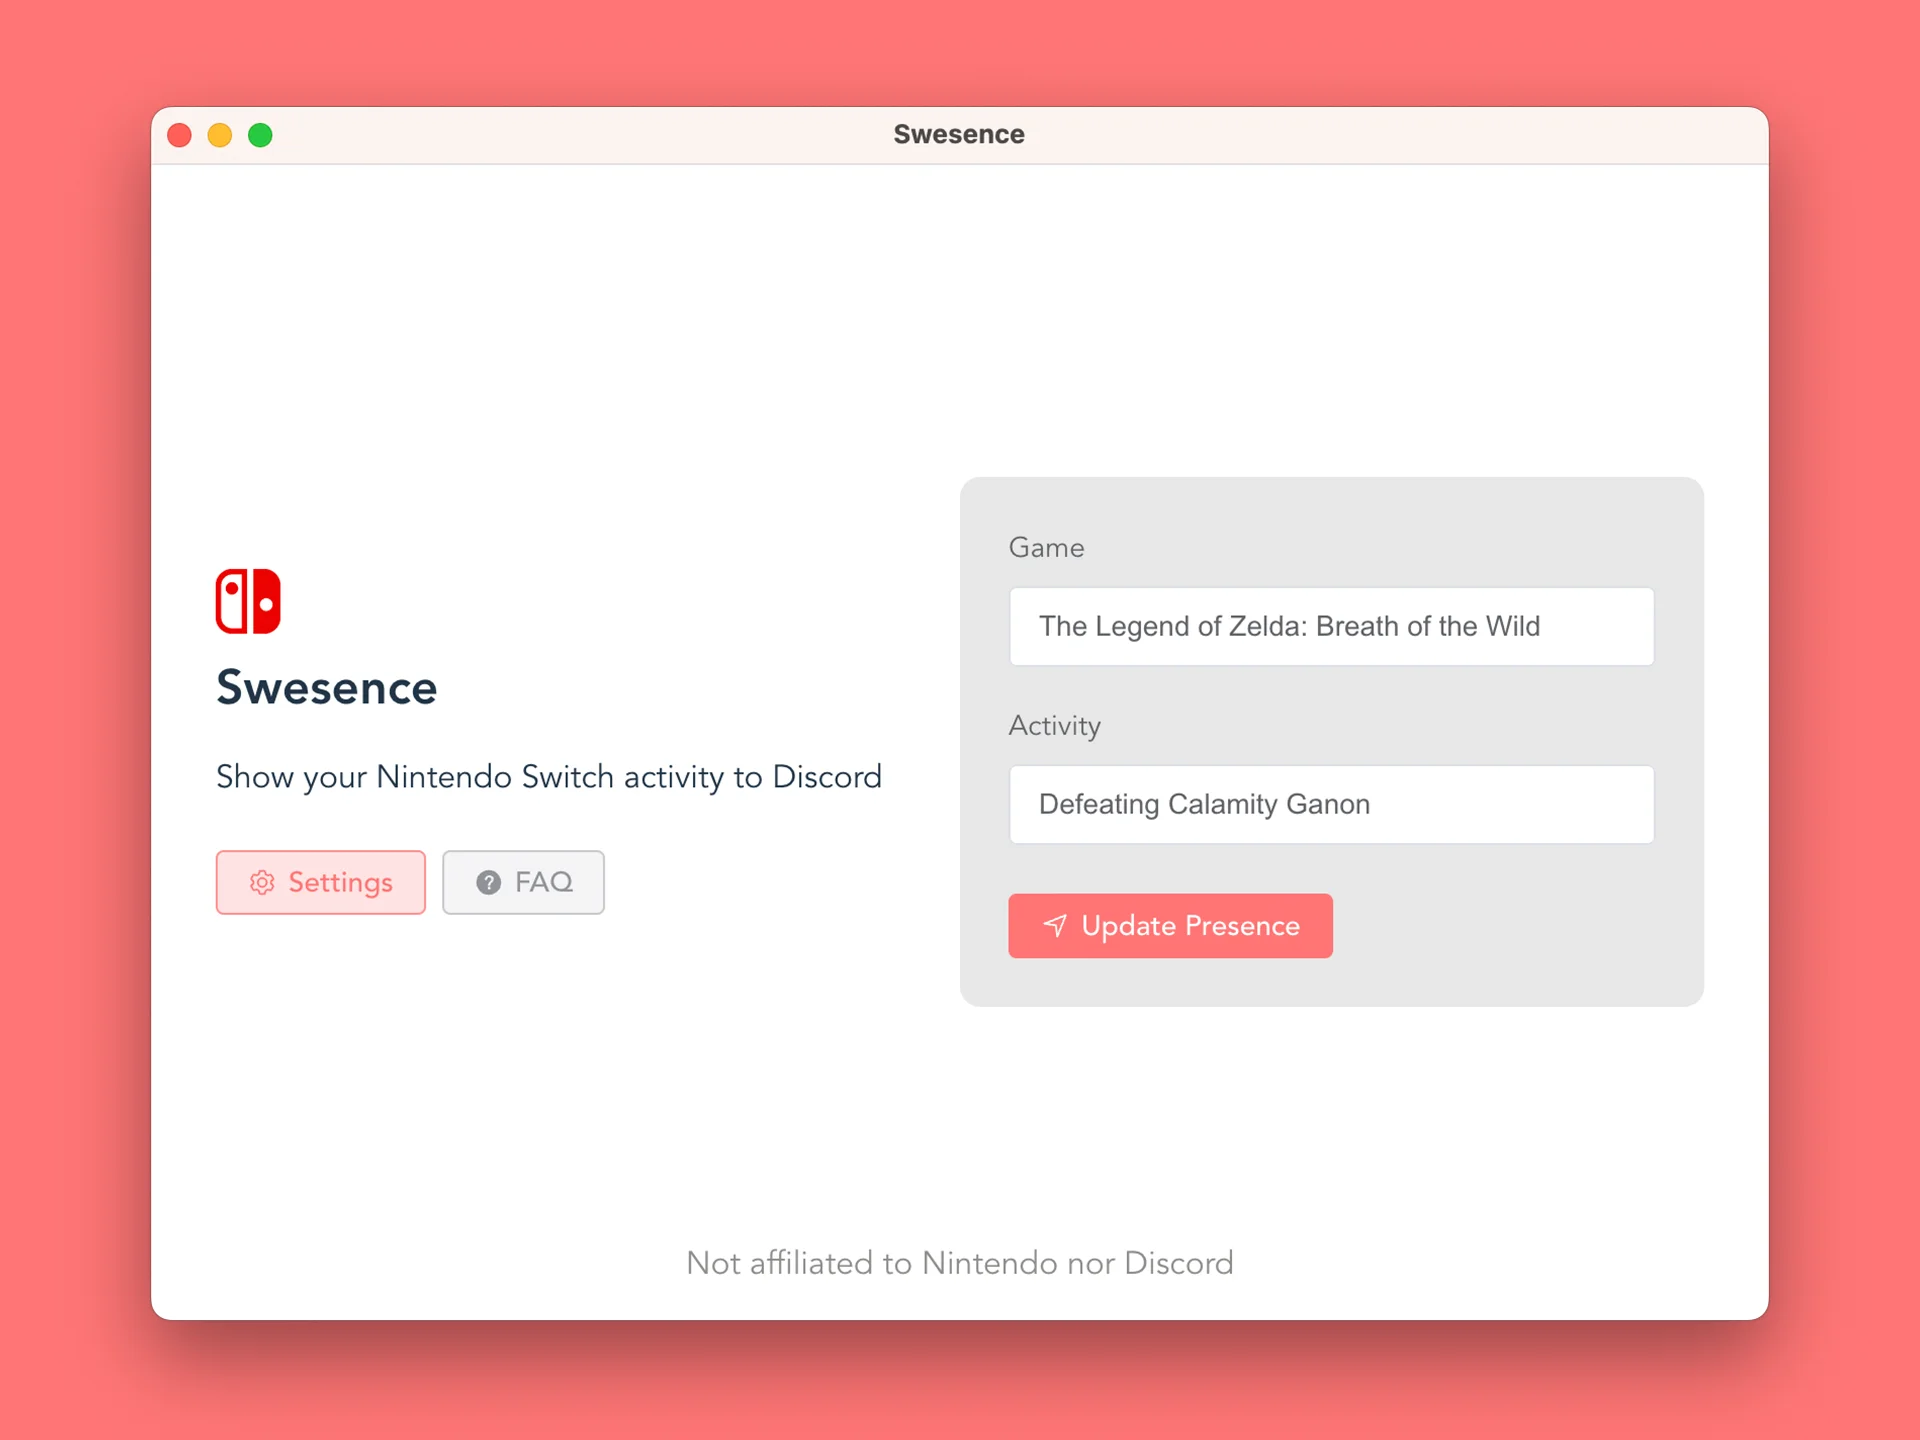 Swesence
Swesence
Show your Nintendo Switch activity to Discord
Settings
? FAQ
Game
The Legend of Zelda: Breath of the Wild
Activity
Defeating Calamity Ganon
Update Presence
Not affiliated to Nintendo nor Discord